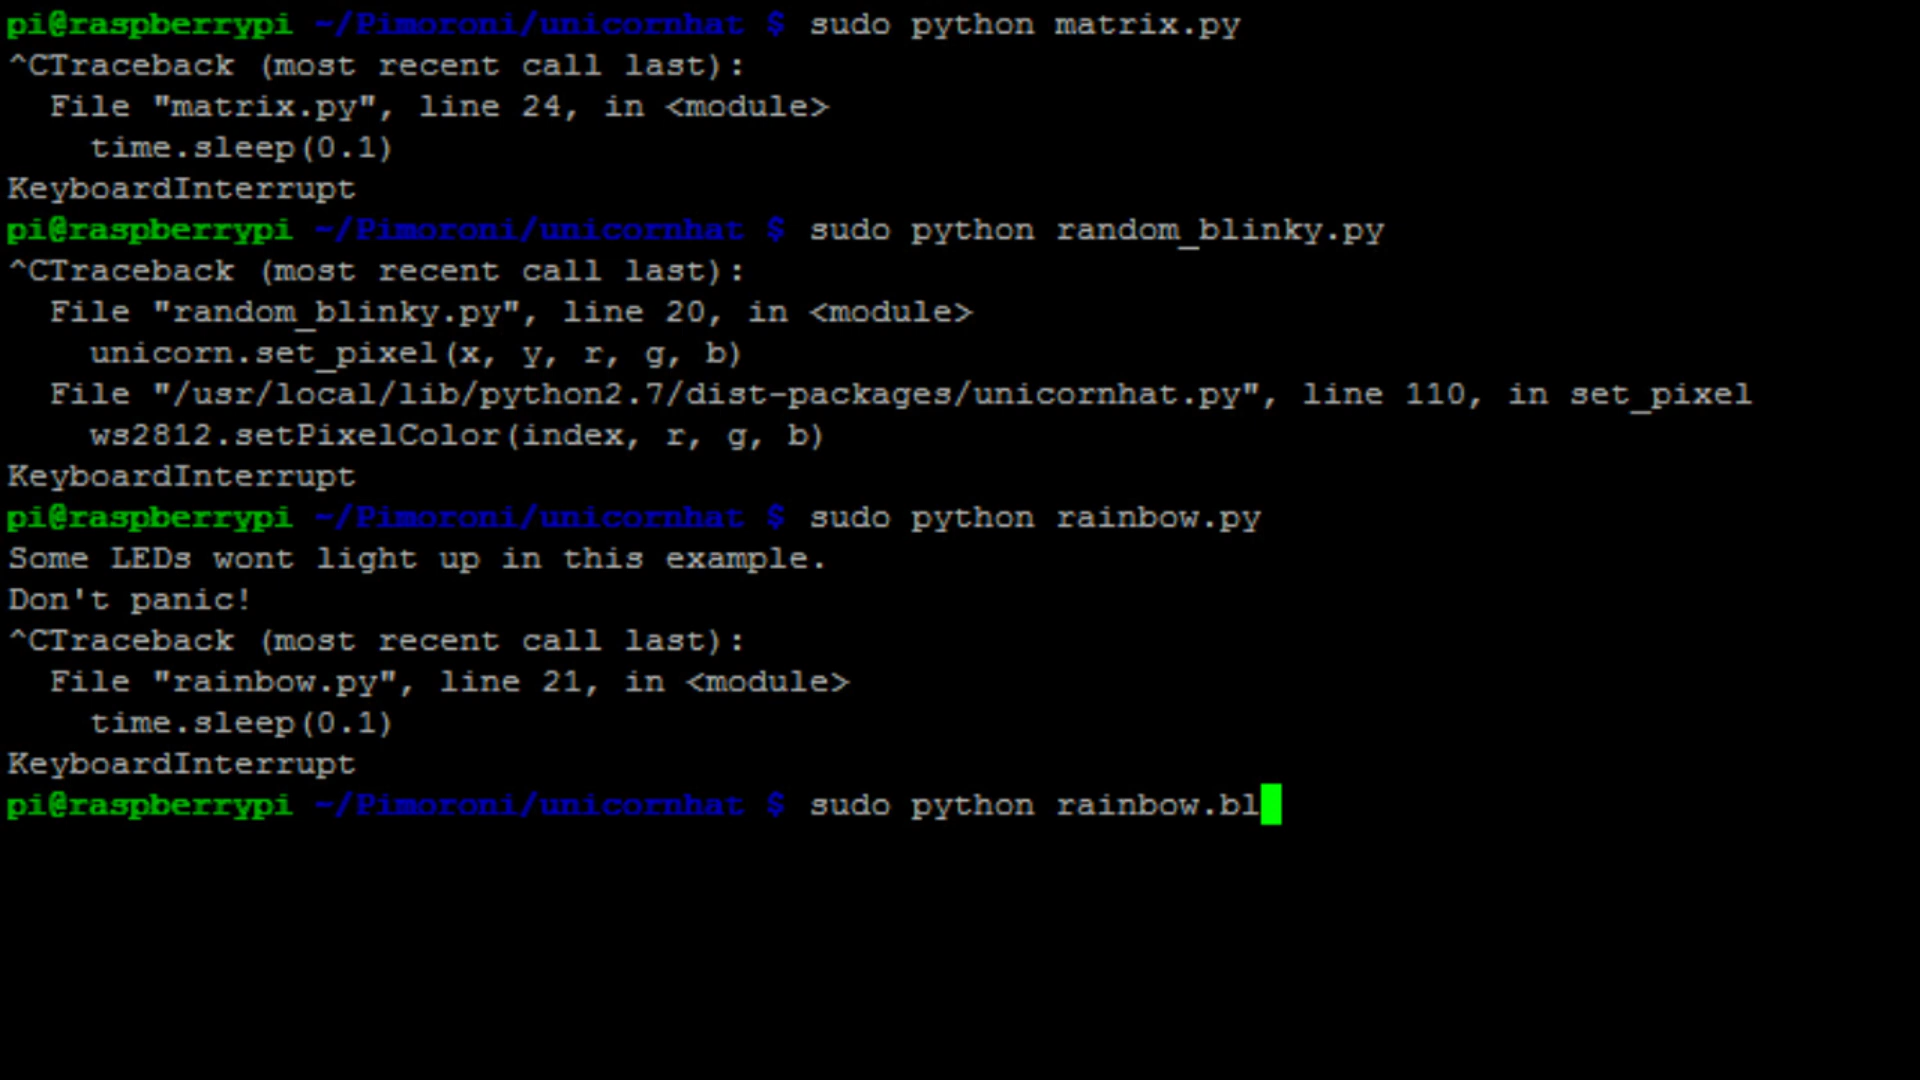 pi@raspberrypi ~/Pimoroni/unicornhat $ sudo python matrix.py
^CTraceback (most recent call last):
  File "matrix.py", line 24, in <module>
    time.sleep(0.1)
KeyboardInterrupt
pi@raspberrypi ~/Pimoroni/unicornhat $ sudo python random_blinky.py
^CTraceback (most recent call last):
  File "random_blinky.py", line 20, in <module>
    unicorn.set_pixel(x, y, r, g, b)
  File "/usr/local/lib/python2.7/dist-packages/unicornhat.py", line 110, in set_pixel
    ws2812.setPixelColor(index, r, g, b)
KeyboardInterrupt
pi@raspberrypi ~/Pimoroni/unicornhat $ sudo python rainbow.py
Some LEDs wont light up in this example.
Don't panic!
^CTraceback (most recent call last):
  File "rainbow.py", line 21, in <module>
    time.sleep(0.1)
KeyboardInterrupt
pi@raspberrypi ~/Pimoroni/unicornhat $ sudo python rainbow.bl